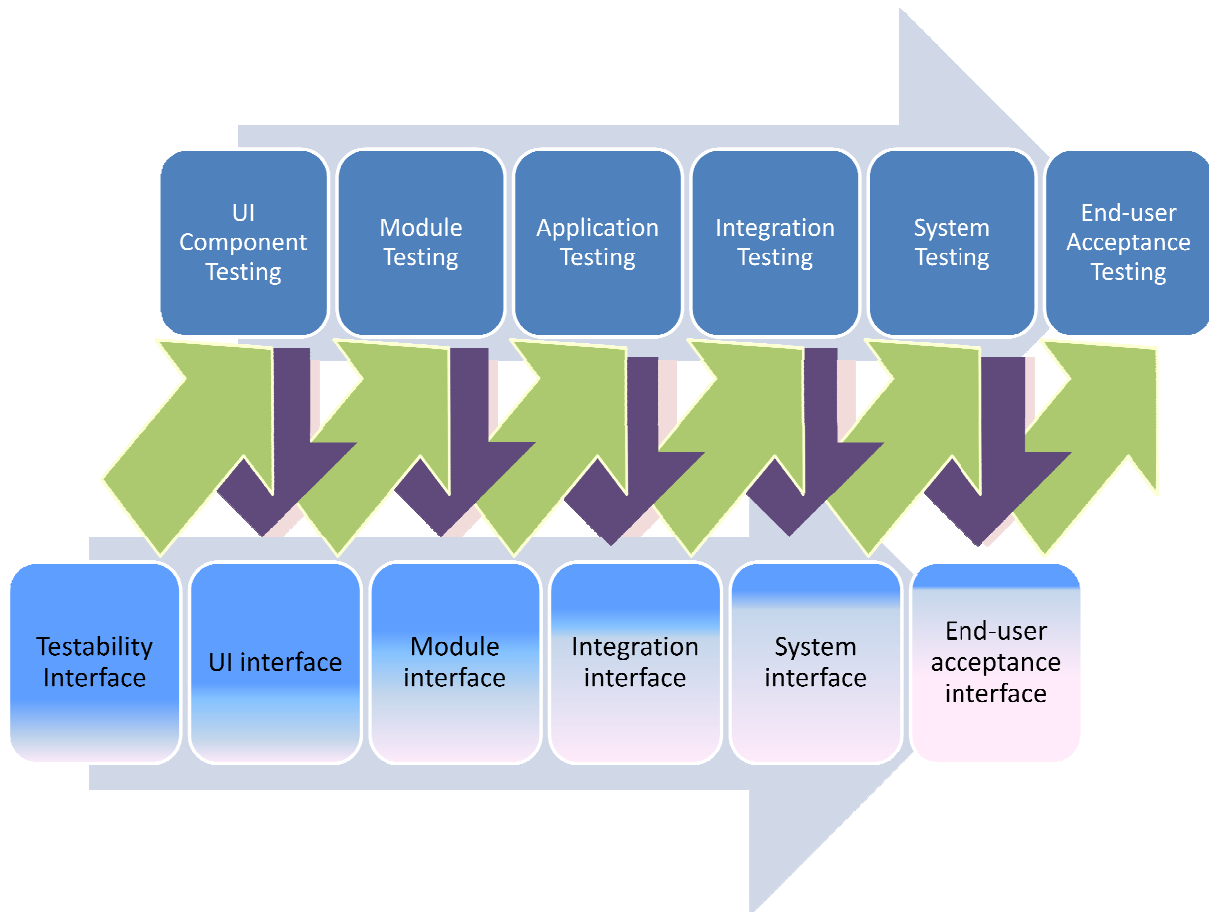 UI
Component
Testing
Module
Testing
Application
Testing
Integration
Testing
System
Testing
End-user
Acceptance
Testing
Testability
Interface
UI interface
Module
interface
Integration
interface
System
interface
End-user
acceptance
interface